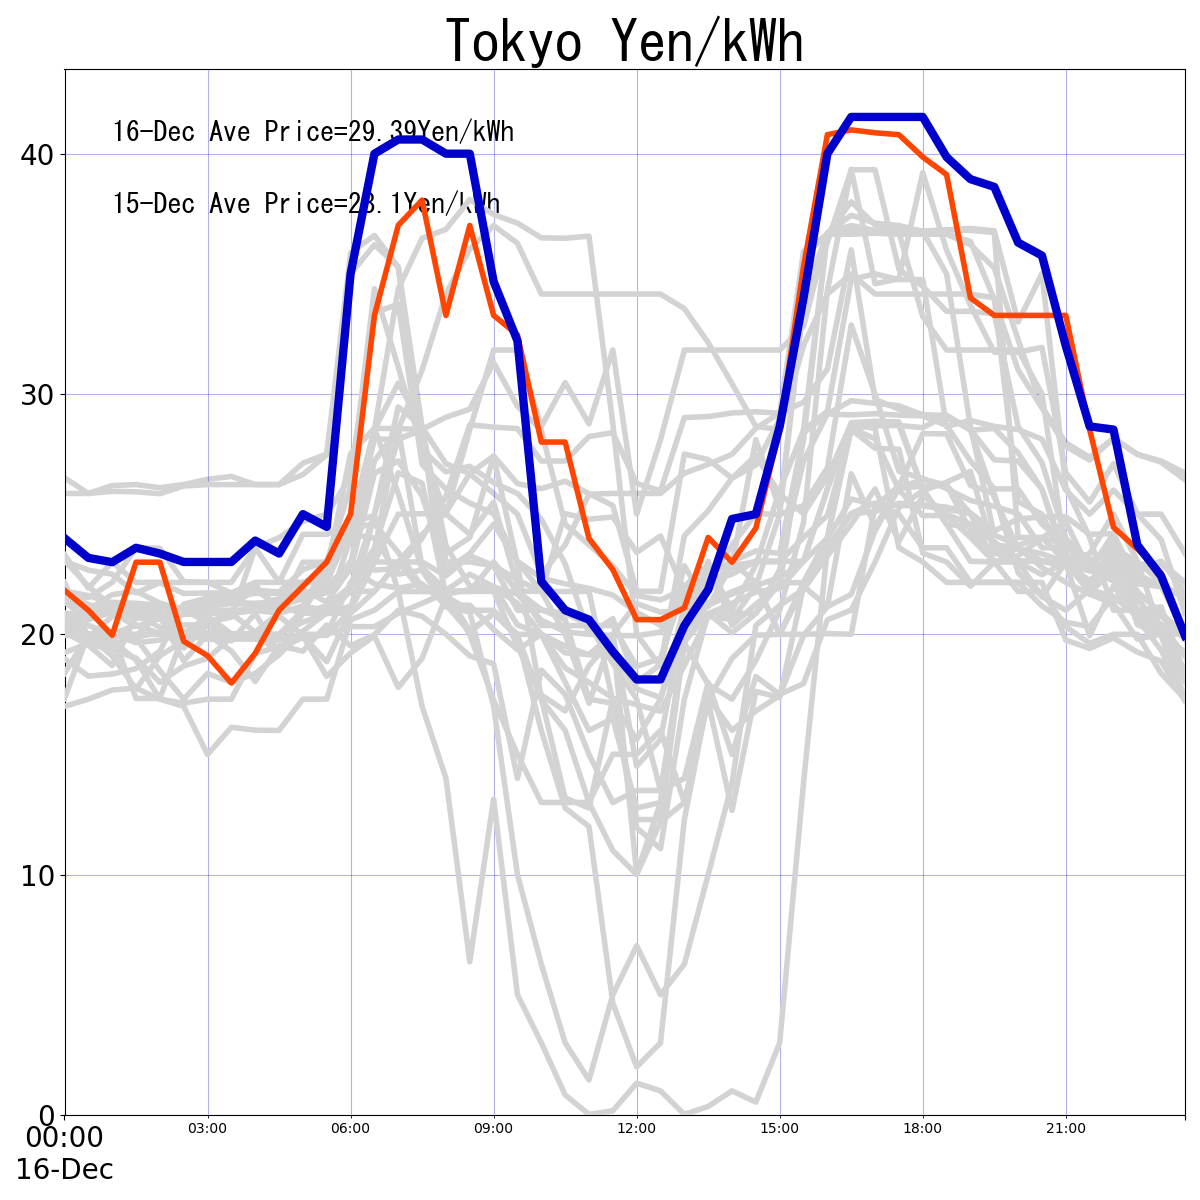 Tokyo Yen/kWh
16-Dec Ave Price=29.39Yen/kWh
15-Dec Ave Price=28.1Yen/kWh
40
30
20
10
0
00:00 03:00 06:00 09:00 12:00 15:00 18:00 21:00
16-Dec